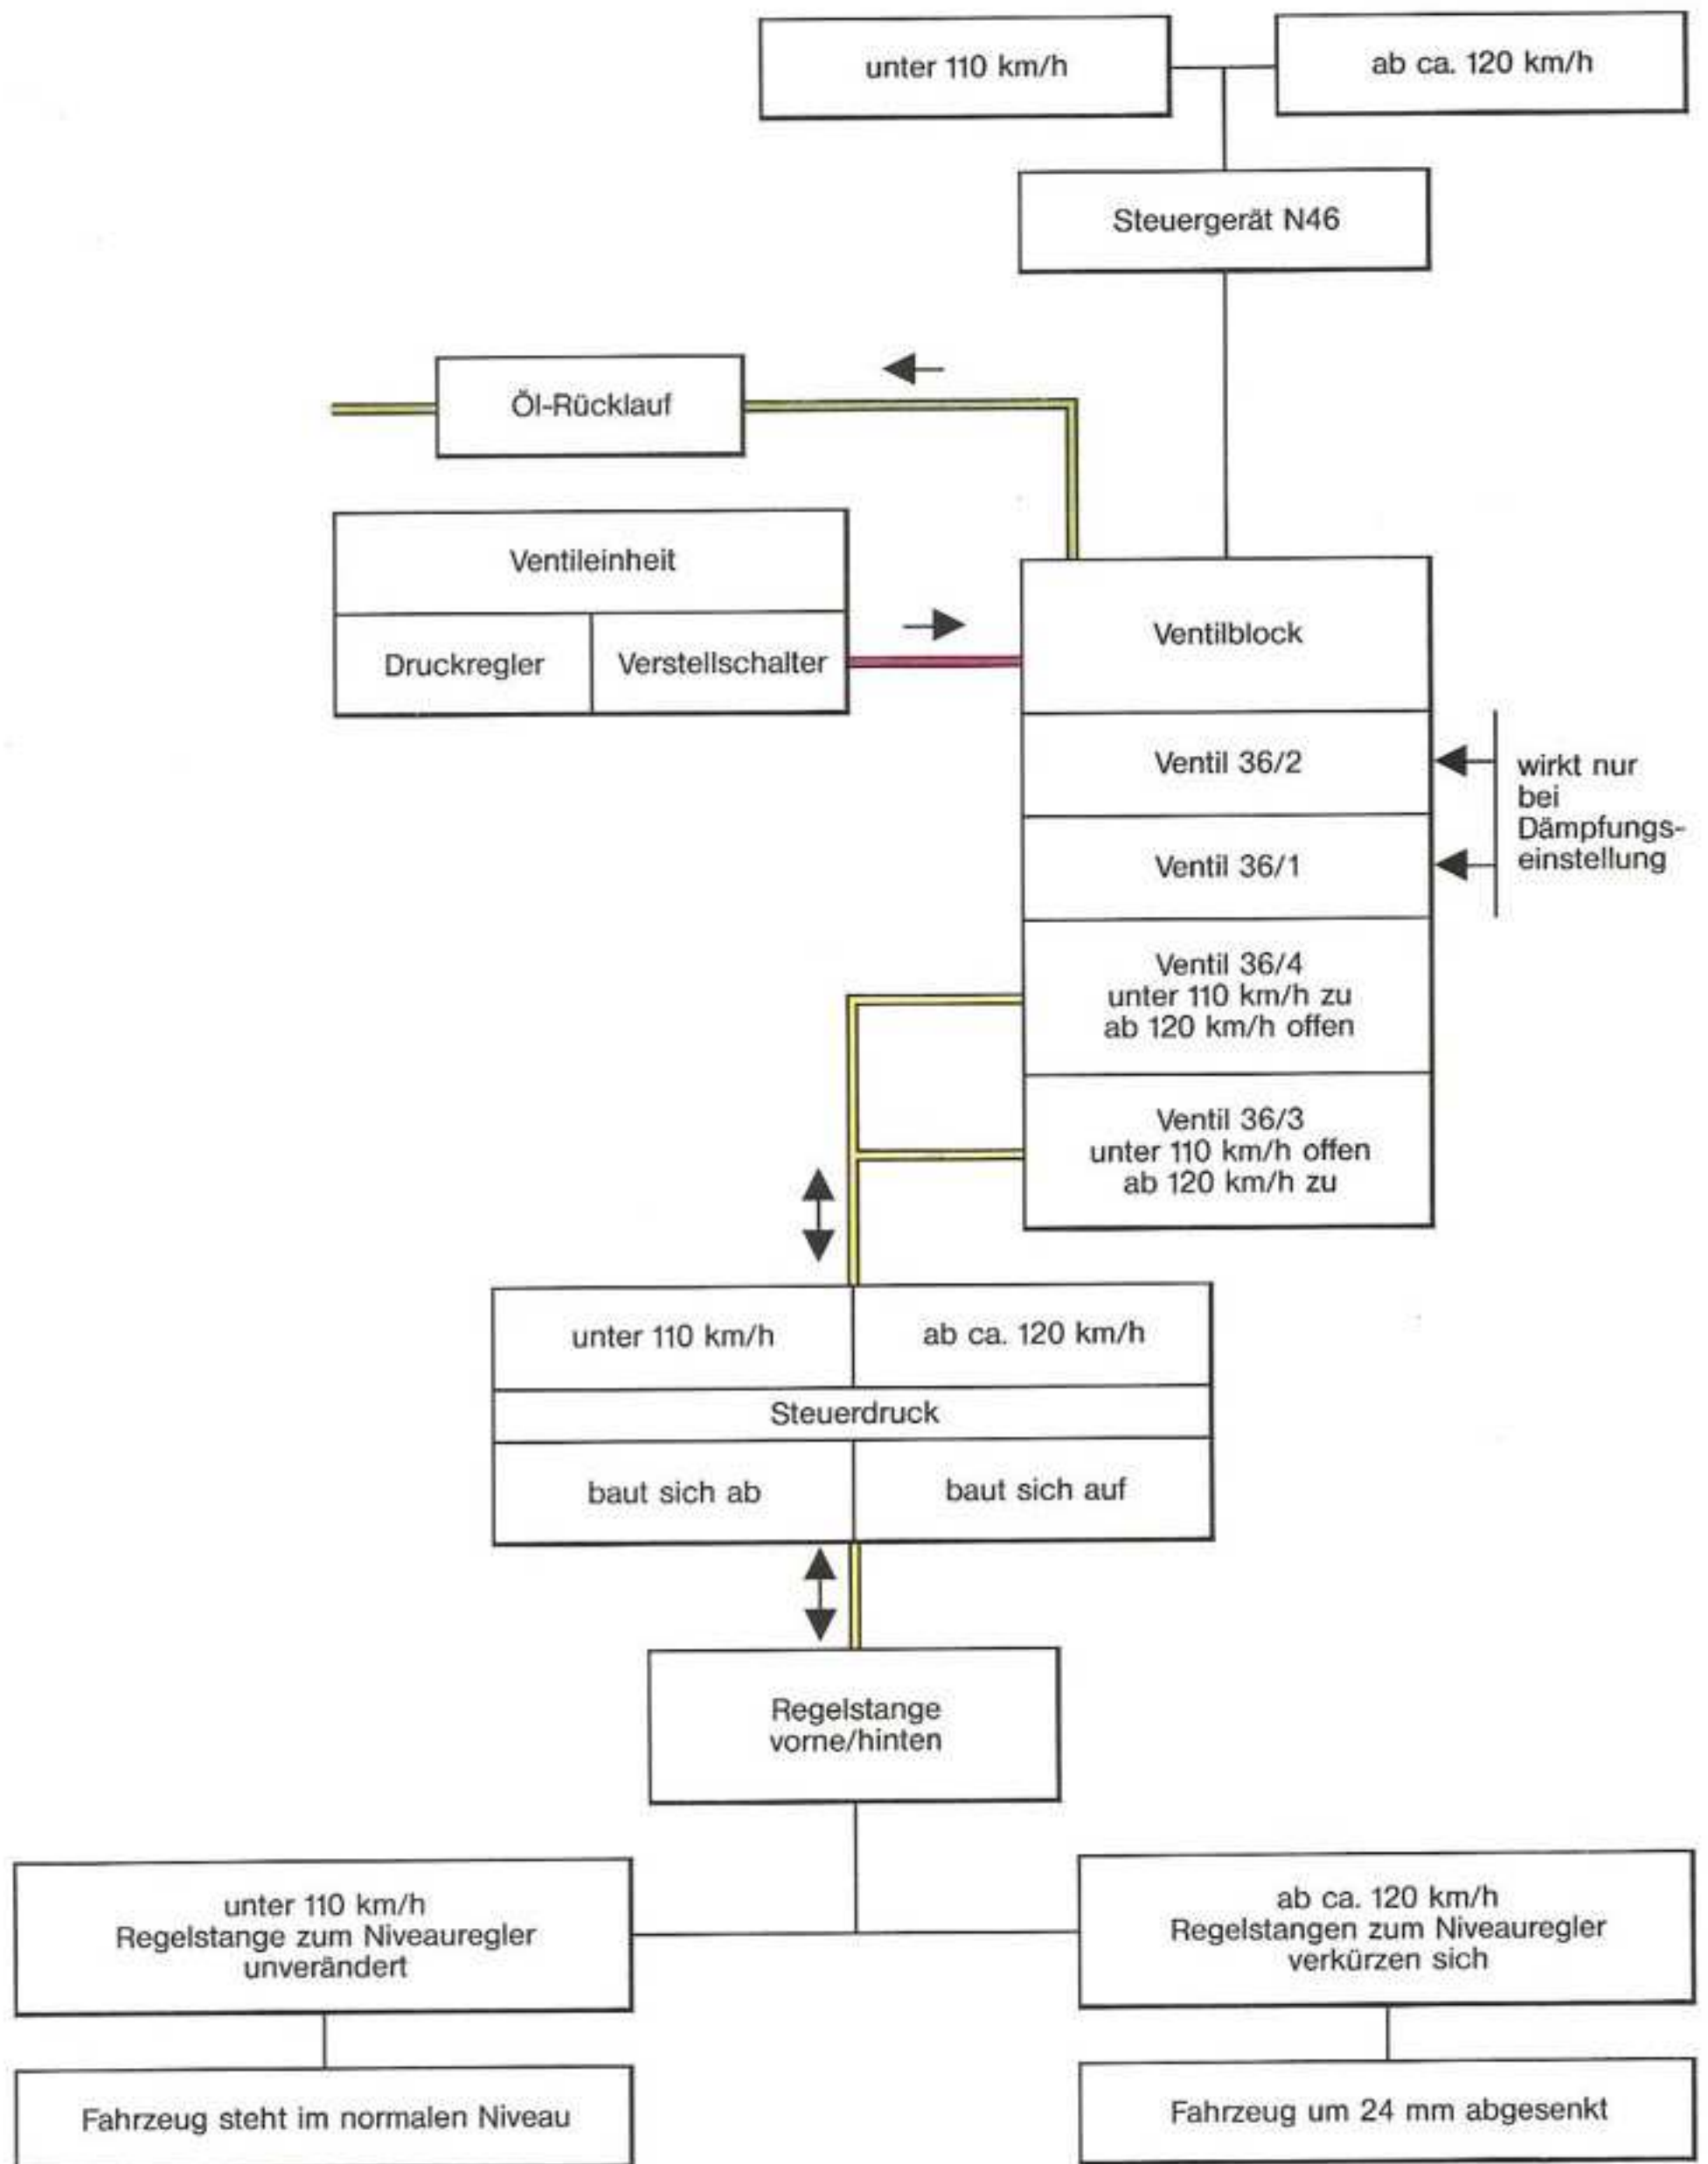 unter 110 km/h
ab ca. 120 km/h
Steuergerät N46
Öl-Rücklauf
Ventileinheit
Druckregler
Verstellschalter
Ventilblock
Ventil 36/2
Ventil 36/1
wirkt nur
bei
Dämpfungs-
einstellung
Ventil 36/4
unter 110 km/h zu
ab 120 km/h offen
Ventil 36/3
unter 110 km/h offen
ab 120 km/h zu
unter 110 km/h
ab ca. 120 km/h
Steuerdruck
baut sich ab
baut sich auf
Regelstange
vorne/hinten
unter 110 km/h
Regelstange zum Niveauregler
unverändert
ab ca. 120 km/h
Regelstangen zum Niveauregler
verkürzen sich
Fahrzeug steht im normalen Niveau
Fahrzeug um 24 mm abgesenkt